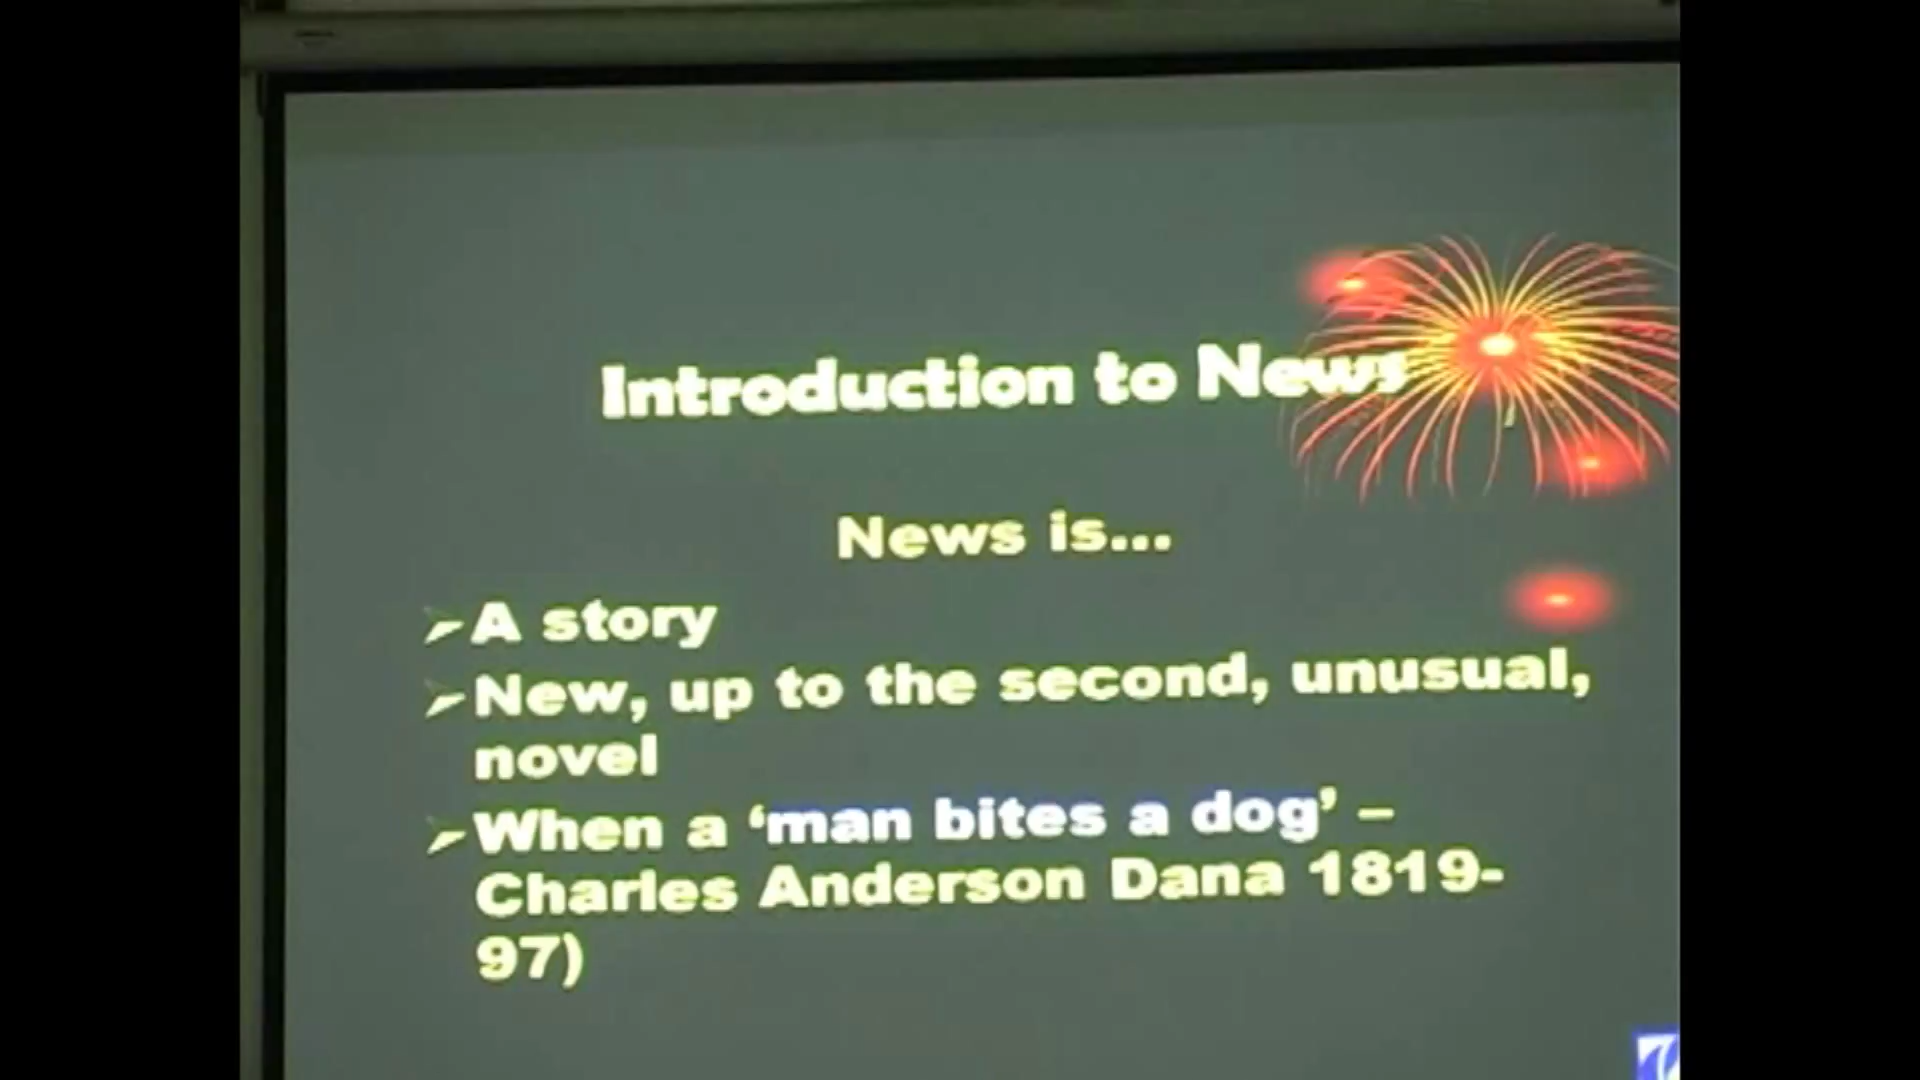 Introduction to News
News is...
➢A story
➢New, up to the second, unusual,
novel
➢When a ‘man bites a dog’ –
Charles Anderson Dana 1819-
97)